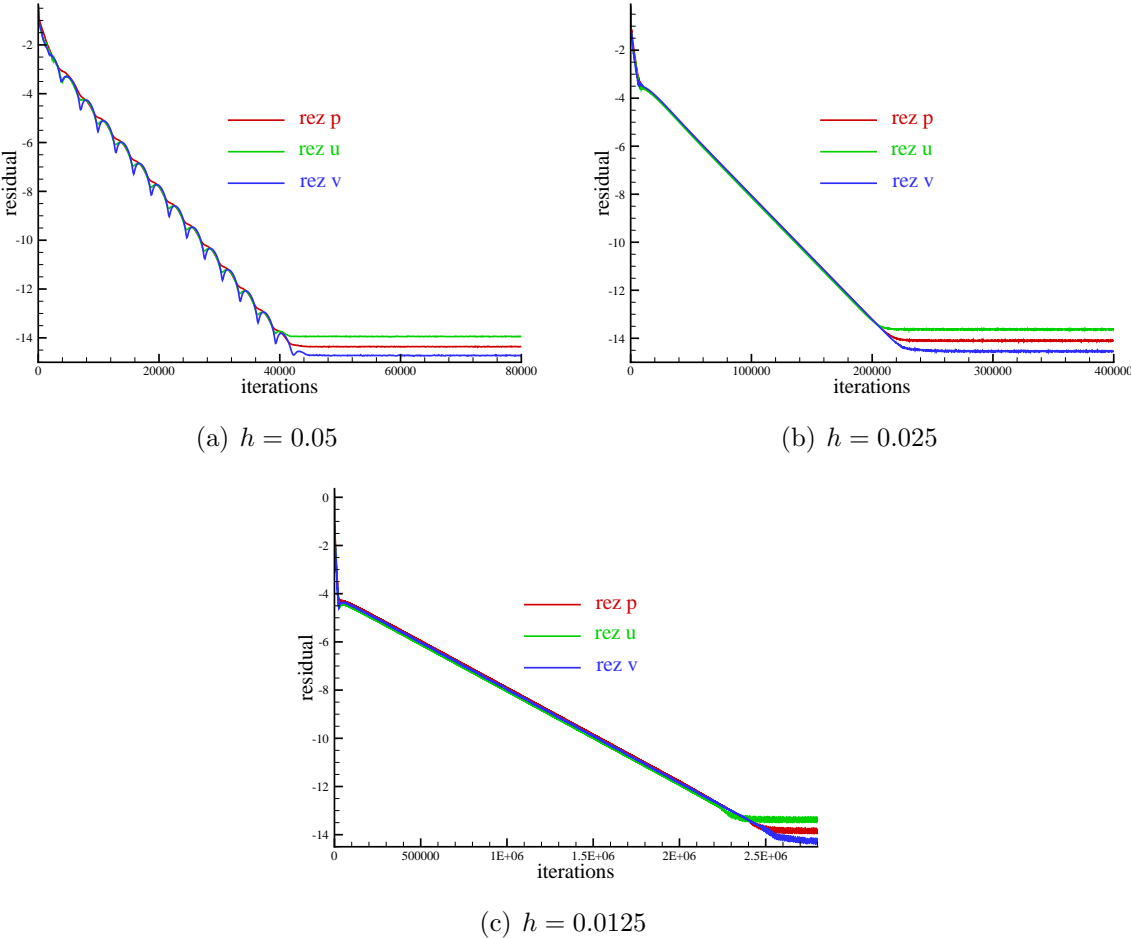 -2
-4
-6
-8
-10
-12
-14
residual
0
20000
40000
60000
80000
iterations
rez p
rez u
rez v
(a) h = 0.05
-2
-4
-6
-8
-10
-12
-14
residual
0
100000
200000
300000
400000
iterations
rez p
rez u
rez v
(b) h = 0.025
0
-2
-4
-6
-8
-10
-12
-14
residual
0
500000
1E+06
1.5E+06
2E+06
2.5E+06
iterations
rez p
rez u
rez v
(c) h = 0.0125